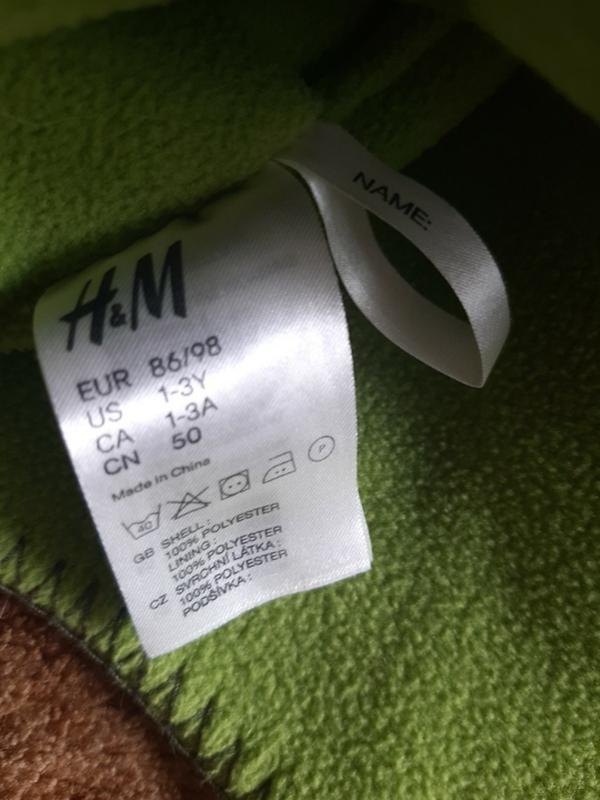 NAME:
H&M
EUR 86/98
US 1-3Y
CA 1-3A
CN 50
Made in China
40 P
GB SHELL:
100% POLYESTER
LINING:
100% POLYESTER
CZ SVRCHNÍ LÁTKA:
100% POLYESTER
PODŠÍVKA: